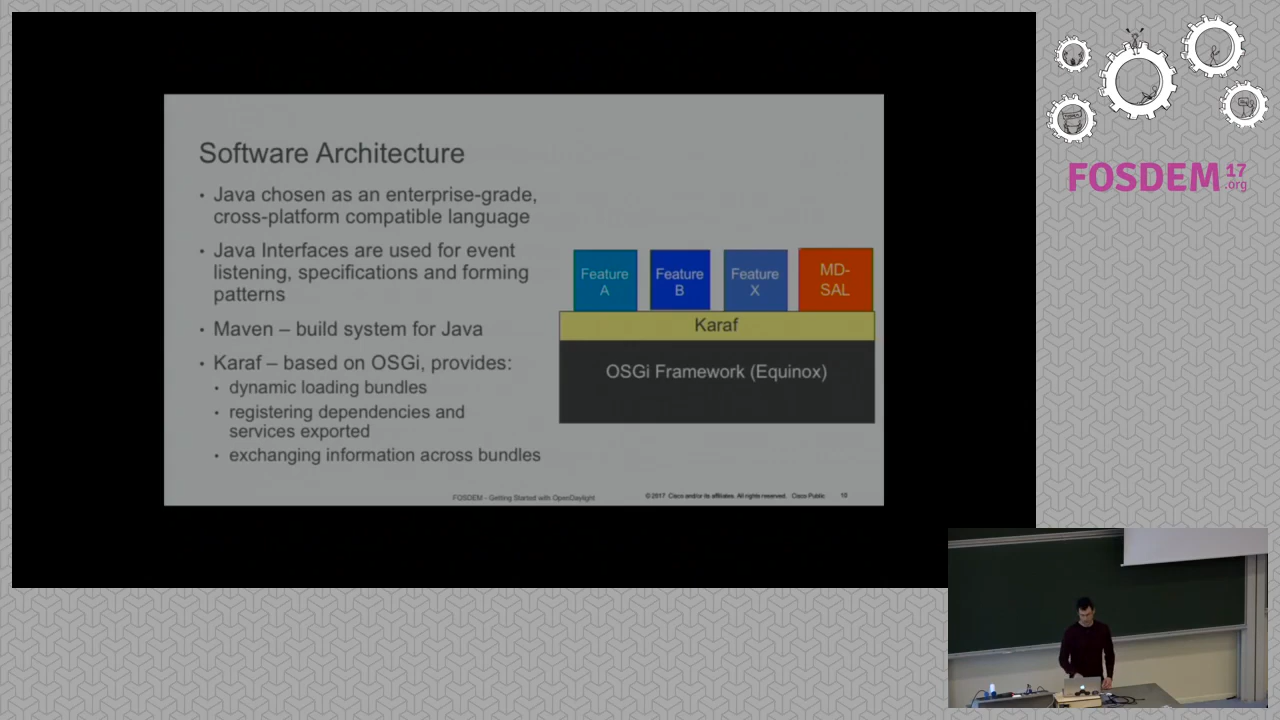 Software Architecture
• Java chosen as an enterprise-grade,
cross-platform compatible language
• Java Interfaces are used for event
listening, specifications and forming
patterns
• Maven – build system for Java
• Karaf – based on OSGi, provides:
• dynamic loading bundles
• registering dependencies and
services exported
• exchanging information across bundles
Feature
A
Feature
B
Feature
X
MD-
SAL
Karaf
OSGi Framework (Equinox)
FOSDEM - Getting Started with OpenDaylight
© 2017 Cisco and/or its affiliates. All rights reserved. Cisco Public
10
FOSDEM 17
.org